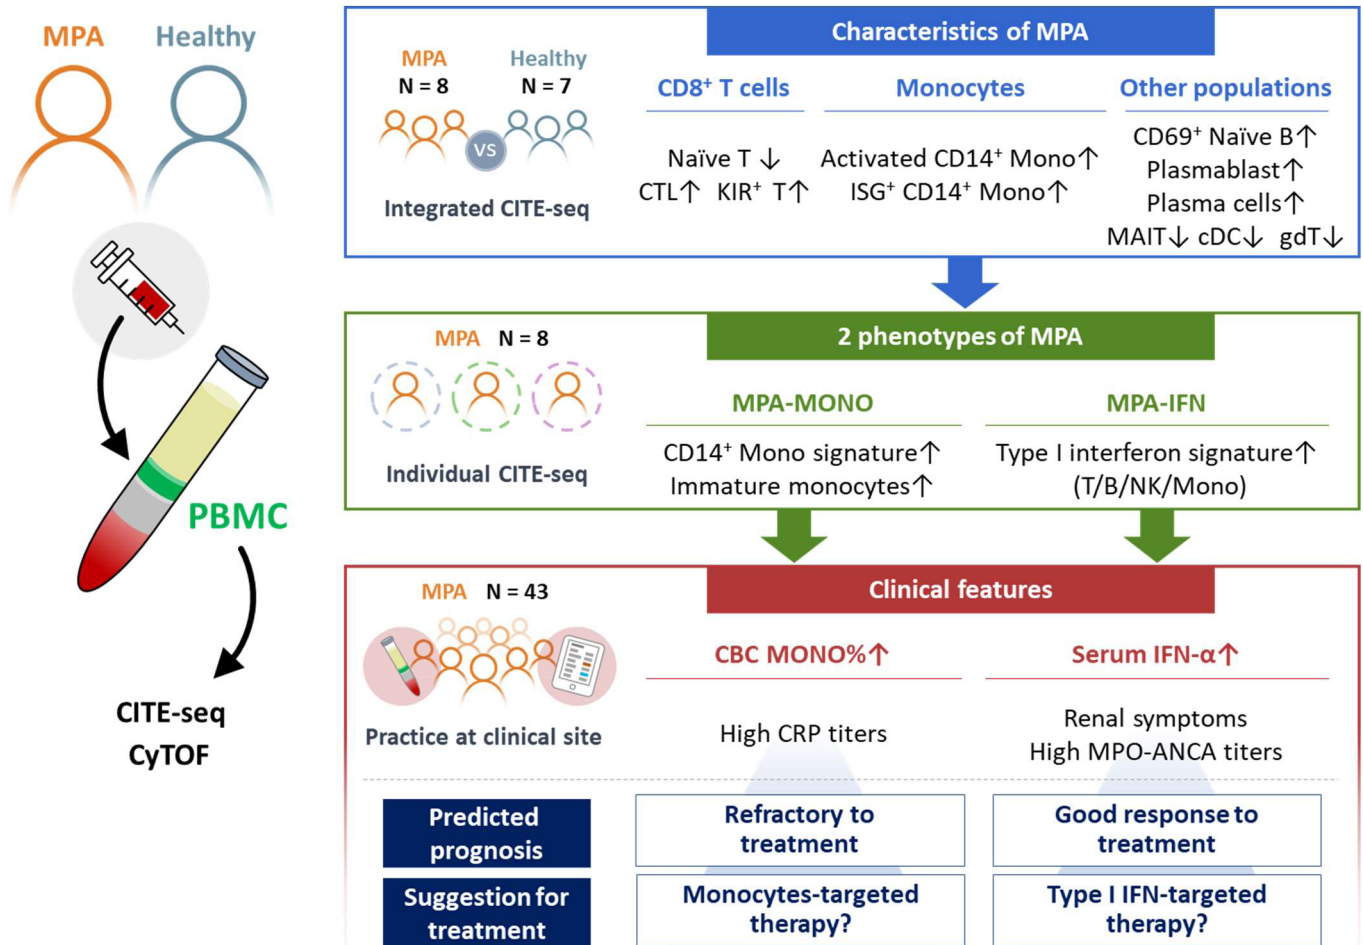 MPA
Healthy
PBMC
CITE-seq
CyTOF
Characteristics of MPA
MPA
N = 8
Healthy
N = 7
VS
Integrated CITE-seq
CD8⁺ T cells
Naïve T ↓
CTL↑ KIR⁺ T↑
Monocytes
Activated CD14⁺ Mono↑
ISG⁺ CD14⁺ Mono↑
Other populations
CD69⁺ Naïve B↑
Plasmablast↑
Plasma cells↑
MAIT↓ cDC↓ gdT↓
2 phenotypes of MPA
MPA N = 8
Individual CITE-seq
MPA-MONO
CD14⁺ Mono signature↑
Immature monocytes↑
MPA-IFN
Type I interferon signature↑
(T/B/NK/Mono)
Clinical features
MPA N = 43
Practice at clinical site
CBC MONO%↑
High CRP titers
Serum IFN-α↑
Renal symptoms
High MPO-ANCA titers
Predicted
prognosis
Refractory to
treatment
Good response to
treatment
Suggestion for
treatment
Monocytes-targeted
therapy?
Type I IFN-targeted
therapy?